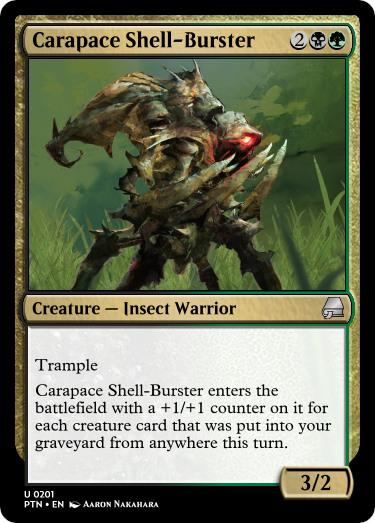 Carapace Shell-Burster 2
Creature — Insect Warrior
Trample
Carapace Shell-Burster enters the
battlefield with a +1/+1 counter on it for
each creature card that was put into your
graveyard from anywhere this turn.
3/2
U 0201
PTN • EN Aaron Nakahara